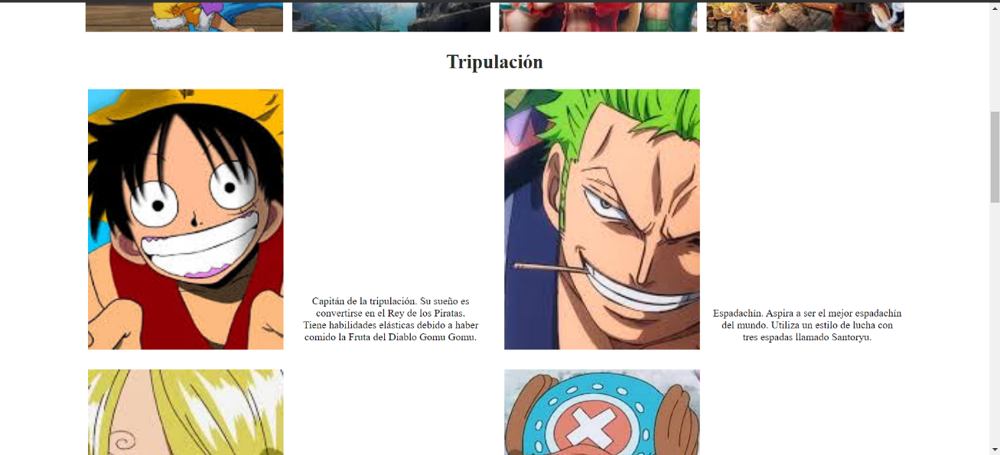 Tripulación
Capitán de la tripulación. Su sueño es
convertirse en el Rey de los Piratas.
Tiene habilidades elásticas debido a haber
comido la Fruta del Diablo Gomu Gomu.
Espadachín. Aspira a ser el mejor espadachín
del mundo. Utiliza un estilo de lucha con
tres espadas llamado Santoryu.